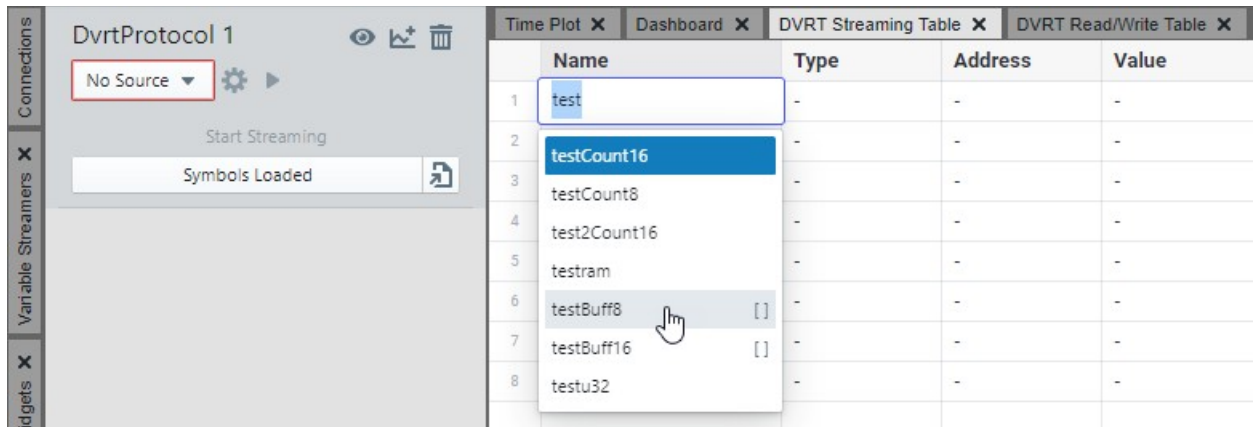 Connections
Variable Streamers
idgets
DvrtProtocol 1
No Source
Start Streaming
Symbols Loaded
Time Plot Dashboard DVRT Streaming Table DVRT Read/Write Table
Name Type Address Value
1 test - - -
2 - - -
3 - - -
4 - - -
5 - - -
6 - - -
7 - - -
8 - - -
testCount16
testCount8
test2Count16
testram
testBuff8 [ ]
testBuff16 [ ]
testu32